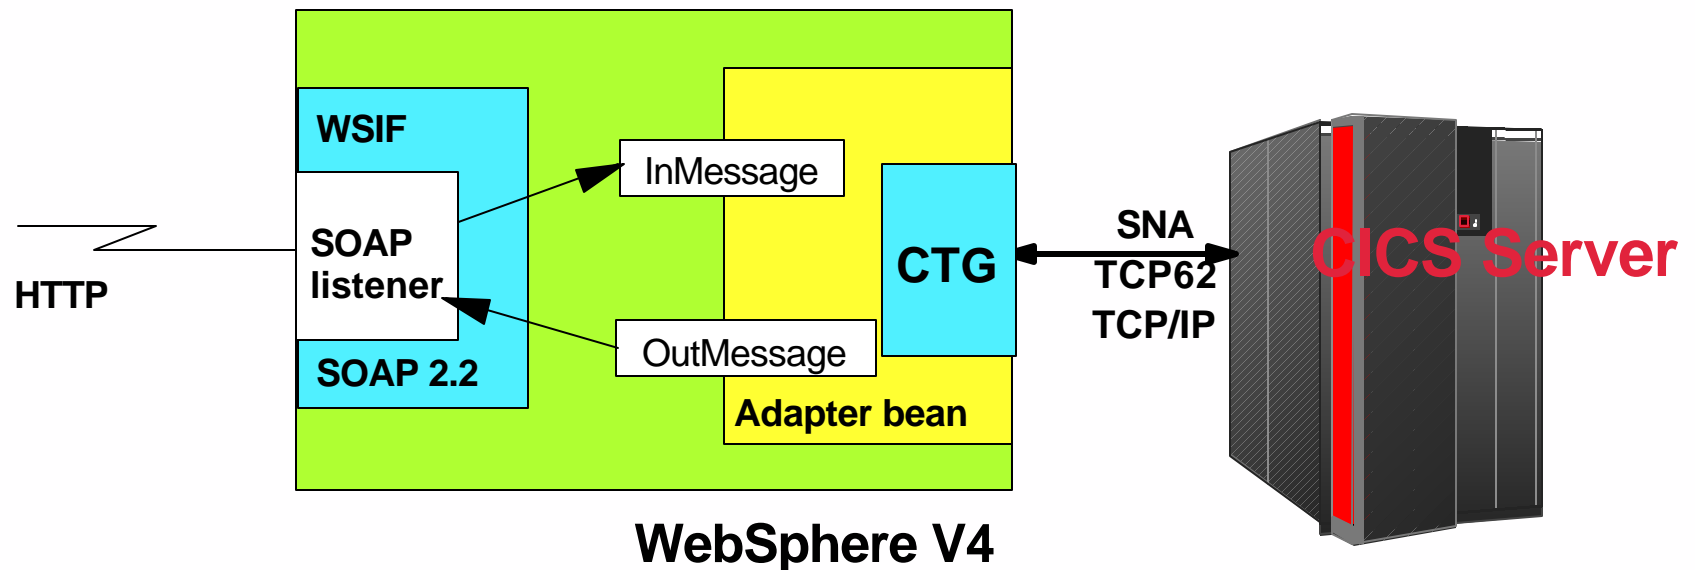 WSIF
InMessage
SOAP
listener
HTTP
CTG
SNA
TCP62
TCP/IP
CICS Server
OutMessage
SOAP 2.2
Adapter bean
WebSphere V4